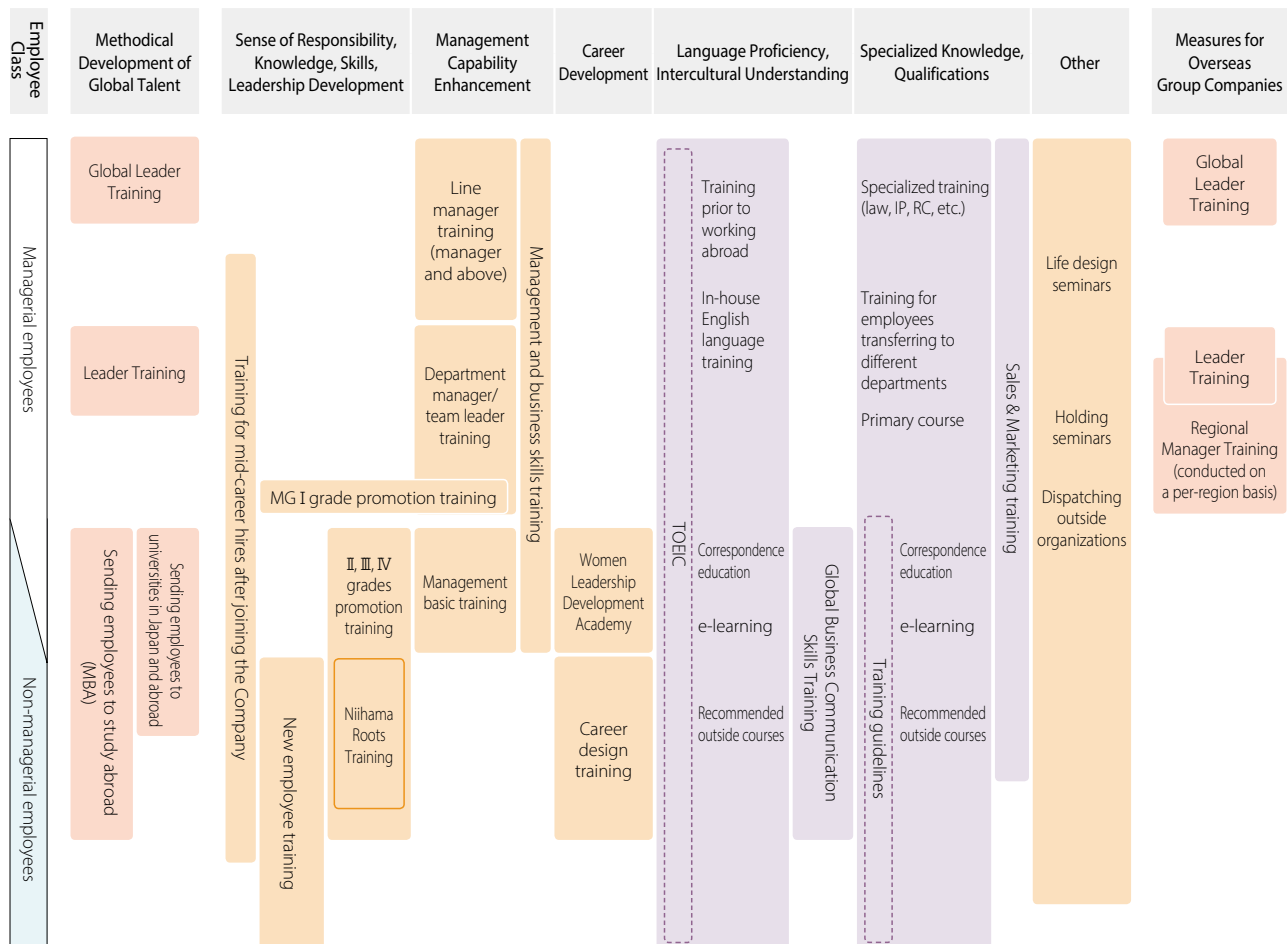 Employee
Class
Methodical
Development of
Global Talent
Sense of Responsibility,
Knowledge, Skills,
Leadership Development
Management
Capability
Enhancement
Career
Development
Language Proficiency,
Intercultural Understanding
Specialized Knowledge,
Qualifications
Other
Measures for
Overseas
Group Companies
Managerial employees
Non-managerial employees
Global Leader
Training
Leader Training
Sending employees to study abroad
(MBA)
Sending employees to
universities in Japan and abroad
Training for mid-career hires after joining the Company
New employee training
MG I grade promotion training
Ⅱ, Ⅲ, Ⅳ
grades
promotion
training
Niihama
Roots
Training
Line
manager
training
(manager
and above)
Department
manager/
team leader
training
Management
basic training
Management and business skills training
Women
Leadership
Development
Academy
Career
design
training
TOEIC
Training
prior to
working
abroad
In-house
English
language
training
Correspondence
education
e-learning
Recommended
outside courses
Global Business Communication
Skills Training
Specialized training
(law, IP, RC, etc.)
Training for
employees
transferring to
different
departments
Primary course
Training guidelines
Correspondence
education
e-learning
Recommended
outside courses
Sales & Marketing training
Life design
seminars
Holding
seminars
Dispatching
outside
organizations
Global
Leader
Training
Leader
Training
Regional
Manager Training
(conducted on
a per-region basis)